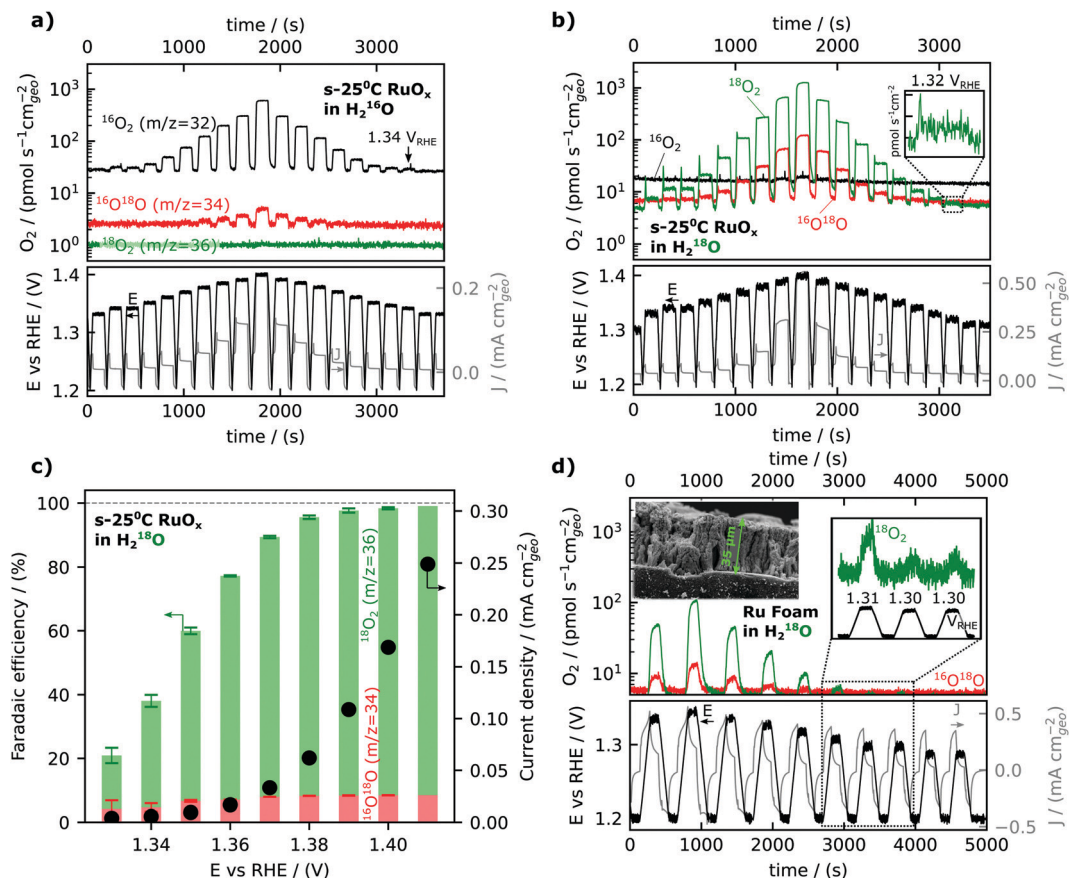 a)
time / (s)
0 1000 2000 3000
O₂ / (pmol s⁻¹cm⁻²geo)
10³
10²
10¹
10⁰
s-25⁰C RuOₓ
in H₂¹⁶O
¹⁶O₂ (m/z=32)
1.34 V_RHE
¹⁶O¹⁸O (m/z=34)
¹⁸O₂ (m/z=36)
E vs RHE / (V)
1.4
1.3
1.2
E
J
0.2
0.0
J / (mA cm⁻²geo)
0 1000 2000 3000
time / (s)
b)
time / (s)
0 1000 2000 3000
O₂ / (pmol s⁻¹cm⁻²geo)
10³
10²
10¹
10⁰
¹⁸O₂
¹⁶O₂
1.32 V_RHE
pmol s⁻¹cm⁻²
¹⁶O¹⁸O
s-25⁰C RuOₓ
in H₂¹⁸O
E vs RHE / (V)
1.4
1.3
1.2
E
J
0.50
0.25
0.00
J / (mA cm⁻²geo)
0 1000 2000 3000
time / (s)
c)
Faradaic efficiency / (%)
100
80
60
40
20
0
s-25⁰C RuOₓ
in H₂¹⁸O
¹⁸O₂ (m/z=36)
¹⁶O¹⁸O (m/z=34)
0.30
0.25
0.20
0.15
0.10
0.05
0.00
Current density / (mA cm⁻²geo)
1.34 1.36 1.38 1.40
E vs RHE / (V)
d)
time / (s)
0 1000 2000 3000 4000 5000
O₂ / (pmol s⁻¹cm⁻²geo)
10³
10²
10¹
35 μm
Ru Foam
in H₂¹⁸O
¹⁸O₂
1.31 1.30 1.30
V_RHE
¹⁶O¹⁸O
E vs RHE / (V)
1.3
1.2
E
J
0.5
0.0
−0.5
J / (mA cm⁻²geo)
0 1000 2000 3000 4000 5000
time / (s)